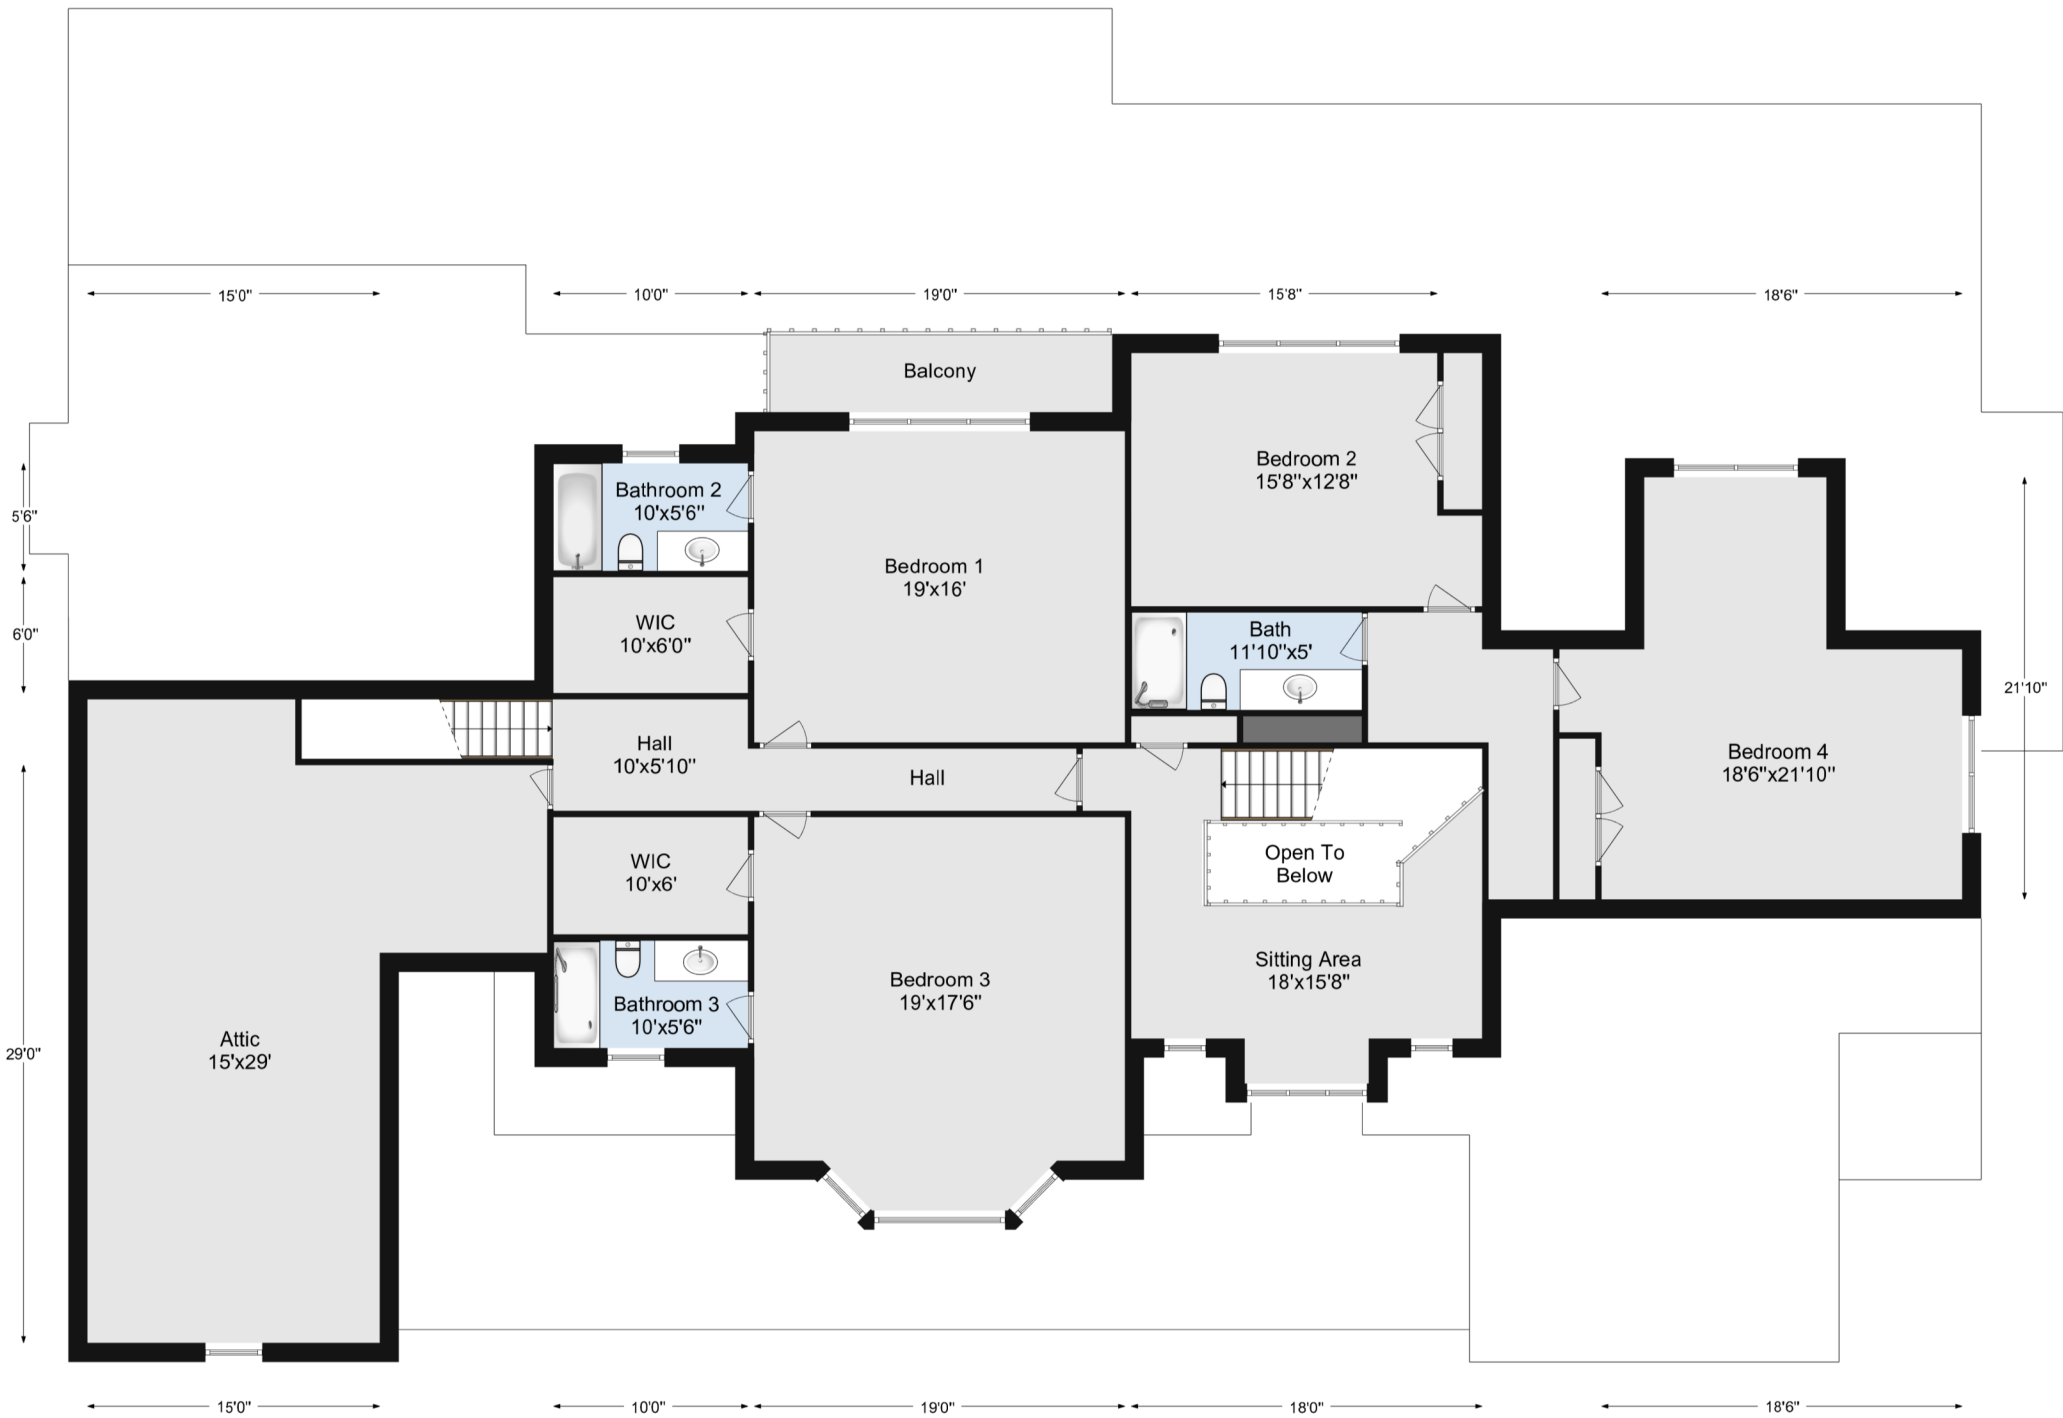 15'0"
10'0"
19'0"
15'8"
18'6"
Balcony
Bedroom 2
15'8"x12'8"
Bathroom 2
10'x5'6"
5'6"
Bedroom 1
19'x16'
WIC
10'x6'0"
6'0"
Bath
11'10"x5'
21'10"
Hall
10'x5'10"
Hall
Bedroom 4
18'6"x21'10"
WIC
10'x6'
Open To
Below
Sitting Area
18'x15'8"
Bedroom 3
19'x17'6"
Bathroom 3
10'x5'6"
Attic
15'x29'
29'0"
15'0"
10'0"
19'0"
18'0"
18'6"